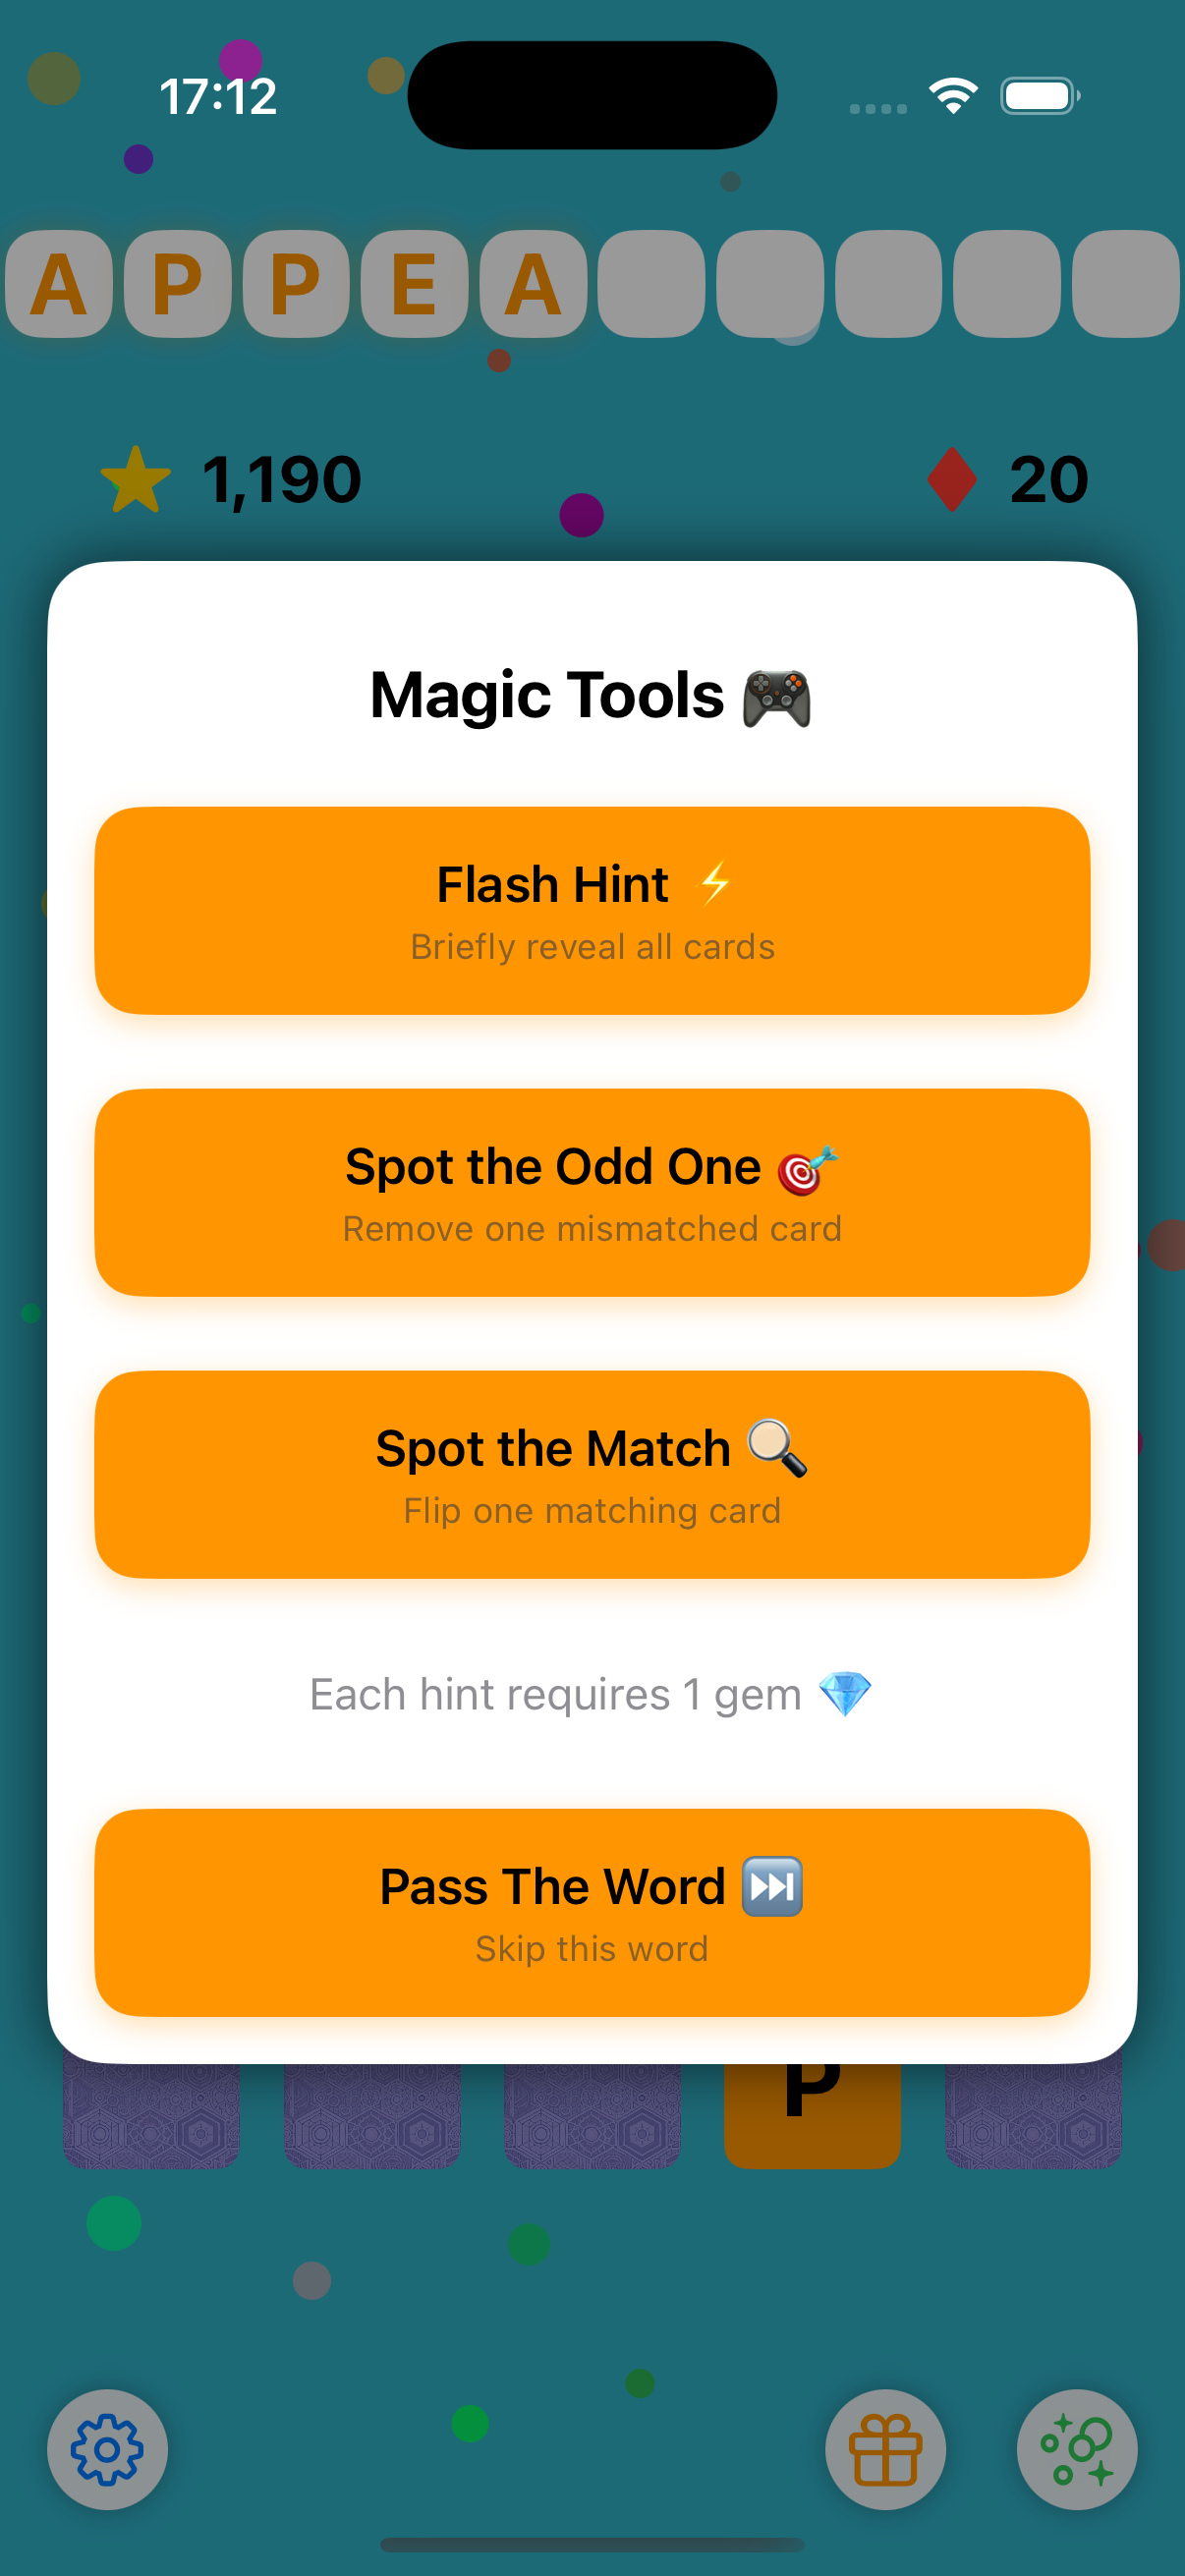 17:12
A P P E A
1,190
20
Magic Tools 🎮
Flash Hint ⚡
Briefly reveal all cards
Spot the Odd One 🎯
Remove one mismatched card
Spot the Match 🔍
Flip one matching card
Each hint requires 1 gem 💎
Pass The Word ⏭️
Skip this word
P